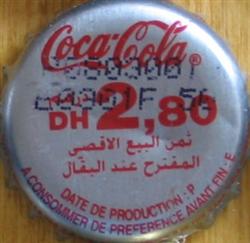 Coca-Cola®
درهم
DH 2,80
ثمن البيع الاقصى
المقترح عند البقال
DATE DE PRODUCTION : P
A CONSOMMER DE PREFERENCE AVANT FIN : E